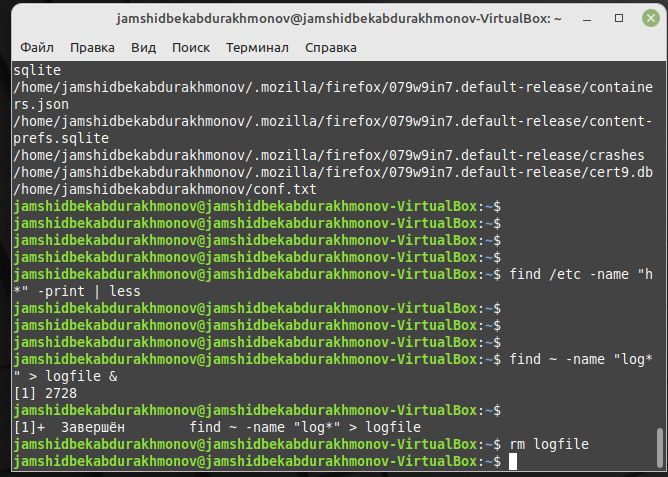 jamshidbekabdurakhmonov@jamshidbekabdurakhmonov-VirtualBox: ~
Файл Правка Вид Поиск Терминал Справка
sqlite
/home/jamshidbekabdurakhmonov/.mozilla/firefox/079w9in7.default-release/containe
rs.json
/home/jamshidbekabdurakhmonov/.mozilla/firefox/079w9in7.default-release/content-
prefs.sqlite
/home/jamshidbekabdurakhmonov/.mozilla/firefox/079w9in7.default-release/crashes
/home/jamshidbekabdurakhmonov/.mozilla/firefox/079w9in7.default-release/cert9.db
/home/jamshidbekabdurakhmonov/conf.txt
jamshidbekabdurakhmonov@jamshidbekabdurakhmonov-VirtualBox:~$
jamshidbekabdurakhmonov@jamshidbekabdurakhmonov-VirtualBox:~$
jamshidbekabdurakhmonov@jamshidbekabdurakhmonov-VirtualBox:~$
jamshidbekabdurakhmonov@jamshidbekabdurakhmonov-VirtualBox:~$
jamshidbekabdurakhmonov@jamshidbekabdurakhmonov-VirtualBox:~$ find /etc -name "h
*" -print | less
jamshidbekabdurakhmonov@jamshidbekabdurakhmonov-VirtualBox:~$
jamshidbekabdurakhmonov@jamshidbekabdurakhmonov-VirtualBox:~$
jamshidbekabdurakhmonov@jamshidbekabdurakhmonov-VirtualBox:~$
jamshidbekabdurakhmonov@jamshidbekabdurakhmonov-VirtualBox:~$ find ~ -name "log*
" > logfile &
[1] 2728
jamshidbekabdurakhmonov@jamshidbekabdurakhmonov-VirtualBox:~$
[1]+  Завершён        find ~ -name "log*" > logfile
jamshidbekabdurakhmonov@jamshidbekabdurakhmonov-VirtualBox:~$ rm logfile
jamshidbekabdurakhmonov@jamshidbekabdurakhmonov-VirtualBox:~$